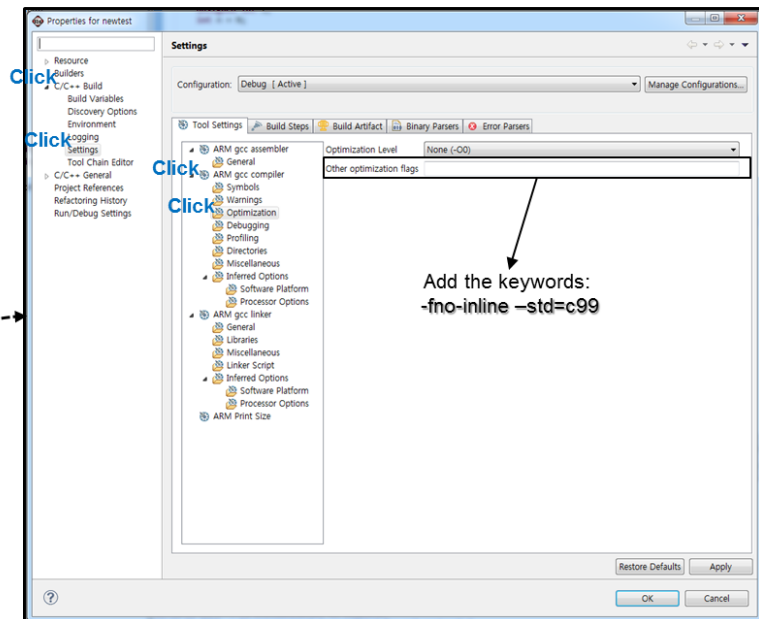 Properties for newtest
Settings
Resource
Builders
Click
C/C++ Build
Configuration:
Debug [ Active ]
Manage Configurations...
Build Variables
Discovery Options
Environment
Logging
Click
Settings
Tool Chain Editor
C/C++ General
Project References
Refactoring History
Run/Debug Settings
Tool Settings
Build Steps
Build Artifact
Binary Parsers
Error Parsers
ARM gcc assembler
General
Click
ARM gcc compiler
Symbols
Warnings
Click
Optimization
Debugging
Profiling
Directories
Miscellaneous
Inferred Options
Software Platform
Processor Options
ARM gcc linker
General
Libraries
Miscellaneous
Linker Script
Inferred Options
Software Platform
Processor Options
ARM Print Size
Optimization Level
None (-O0)
Other optimization flags
Add the keywords:
-fno-inline –std=c99
Restore Defaults
Apply
OK
Cancel